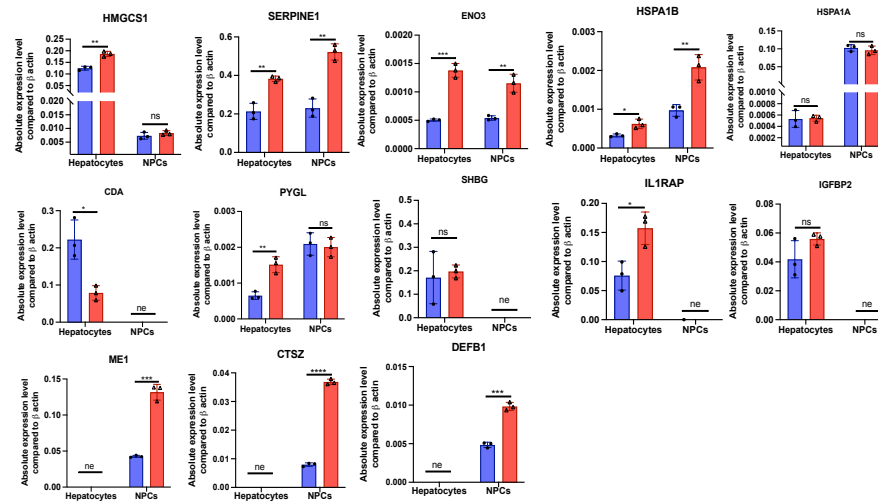 HMGCS1
Absolute expression level
compared to β actin
0.25
0.20
0.15
0.10
0.05
0.020
0.015
0.010
0.005
**
ns
Hepatocytes NPCs
SERPINE1
Absolute expression level
compared to β actin
0.6
0.4
0.2
0.0
**
**
Hepatocytes NPCs
ENO3
Absolute expression level
compared to β actin
0.0020
0.0015
0.0010
0.0005
0.0000
***
**
Hepatocytes NPCs
HSPA1B
Absolute expression level
compared to β actin
0.003
0.002
0.001
0.000
*
**
Hepatocytes NPCs
HSPA1A
Absolute expression level
compared to β actin
0.15
0.10
0.05
0.0010
0.0008
0.0006
0.0004
ns
ns
Hepatocytes NPCs
CDA
Absolute expression level
compared to β actin
0.4
0.3
0.2
0.1
0.0
*
ne
Hepatocytes NPCs
PYGL
Absolute expression level
compared to β actin
0.003
0.002
0.001
0.000
**
ns
Hepatocytes NPCs
SHBG
Absolute expression level
compared to β actin
0.5
0.4
0.3
0.2
0.1
0.0
ns
ne
Hepatocytes NPCs
IL1RAP
Absolute expression level
compared to β actin
0.20
0.15
0.10
0.05
0.00
*
ne
Hepatocytes NPCs
IGFBP2
Absolute expression level
compared to β actin
0.08
0.06
0.04
0.02
0.00
ns
ne
Hepatocytes NPCs
ME1
Absolute expression level
compared to β actin
0.15
0.10
0.05
0.00
ne
***
Hepatocytes NPCs
CTSZ
Absolute expression level
compared to β actin
0.04
0.03
0.02
0.01
0.00
ne
****
Hepatocytes NPCs
DEFB1
Absolute expression level
compared to β actin
0.015
0.010
0.005
0.000
ne
***
Hepatocytes NPCs